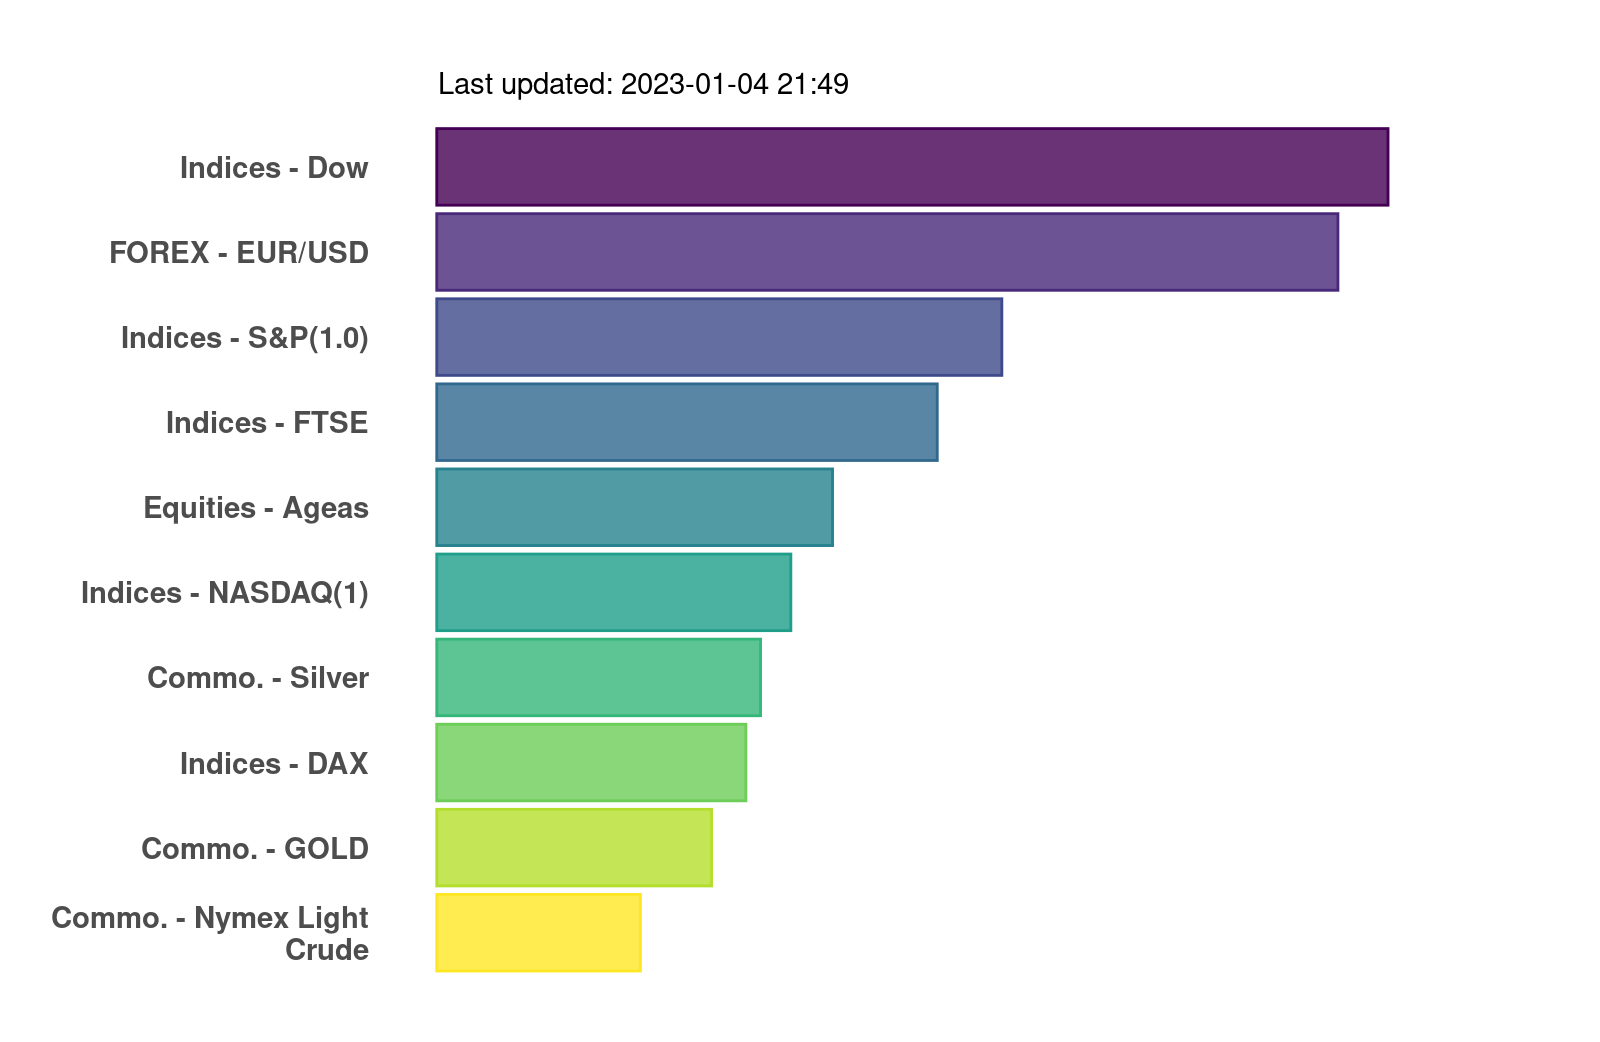 Last updated: 2023-01-04 21:49
Indices - Dow
FOREX - EUR/USD
Indices - S&P(1.0)
Indices - FTSE
Equities - Ageas
Indices - NASDAQ(1)
Commo. - Silver
Indices - DAX
Commo. - GOLD
Commo. - Nymex Light
Crude